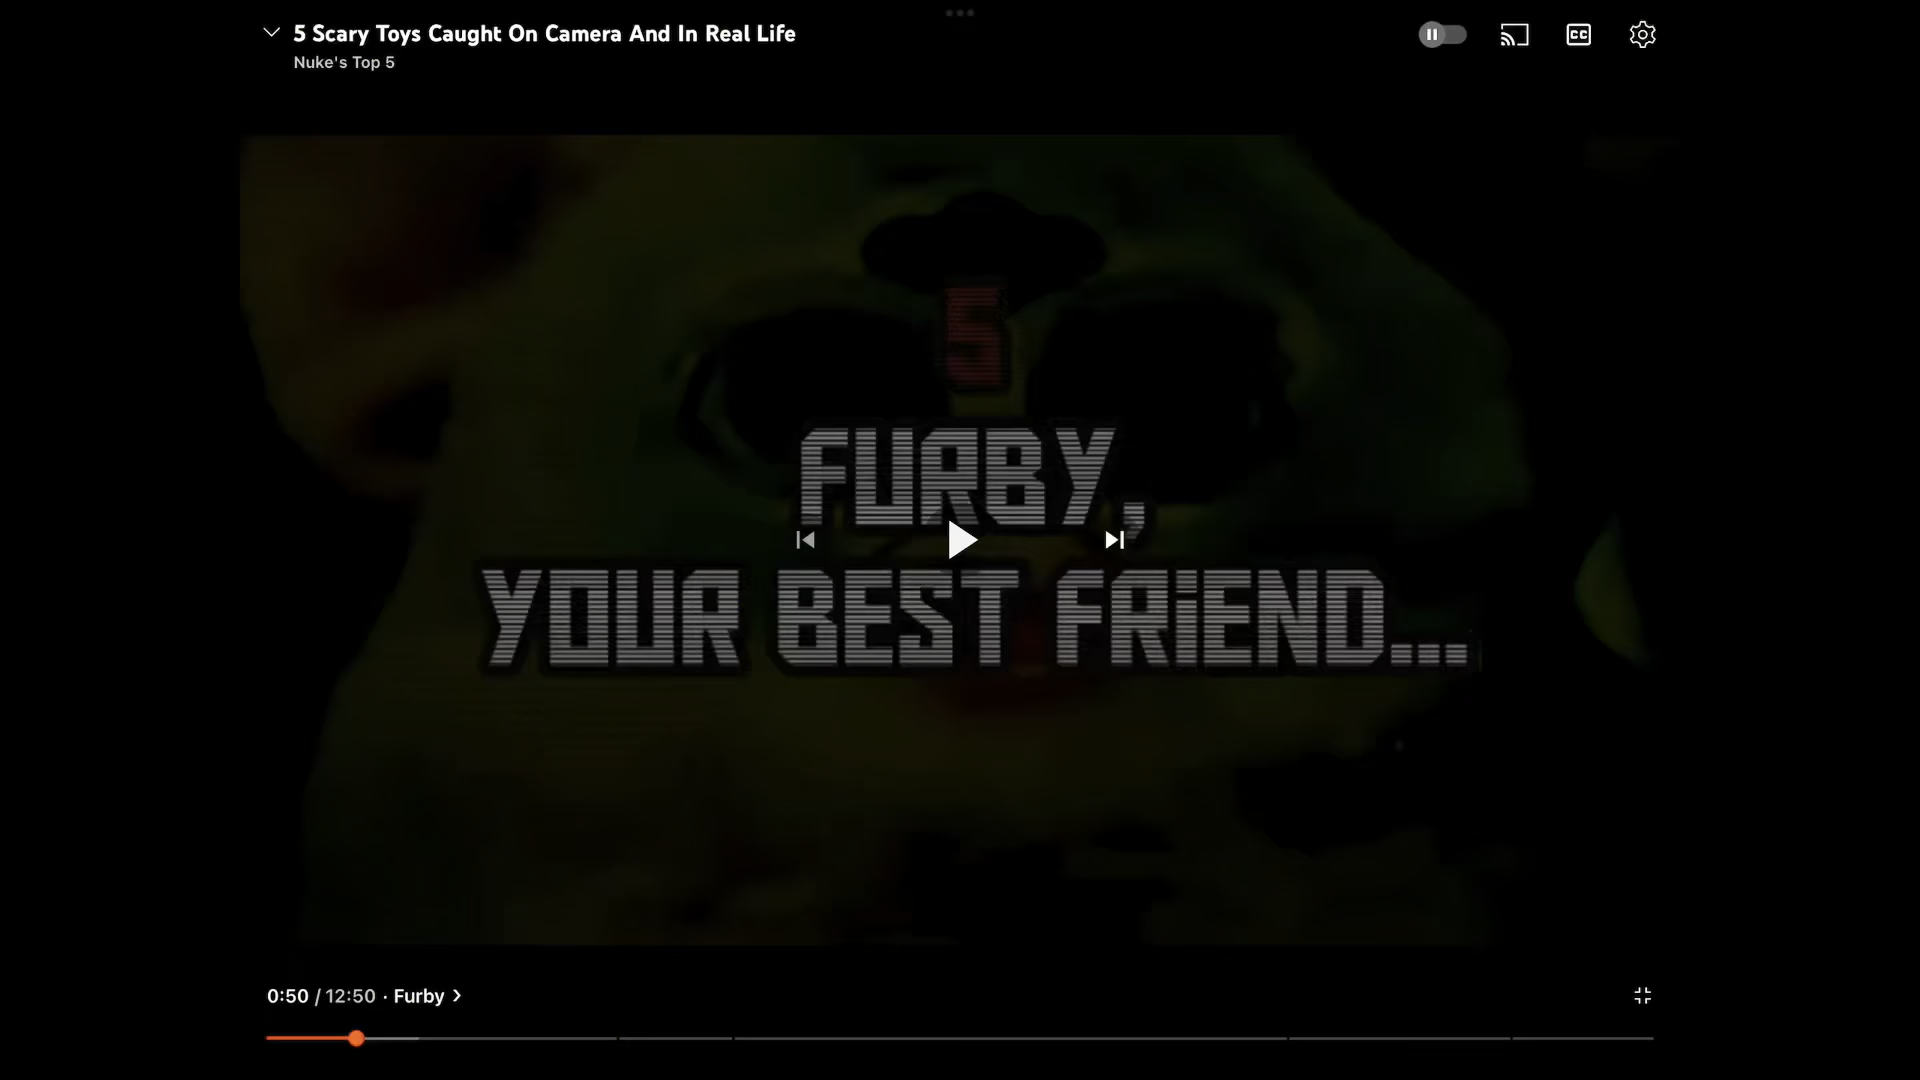 5 Scary Toys Caught On Camera And In Real Life
Nuke's Top 5
CC
5
FURBY,
YOUR BEST FRiEND...
0:50 / 12:50 · Furby